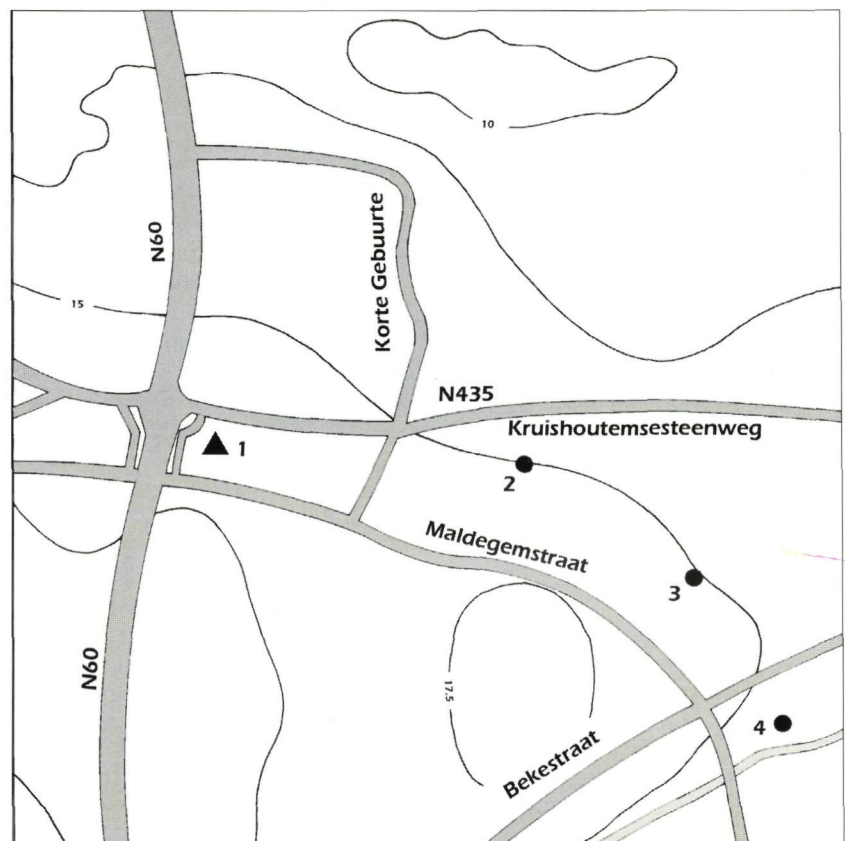 10
N60
Korte Gebuurte
15
N435
Kruishoutemsesteenweg
1
2
Maldegemstraat
3
N60
17.5
4
Bekestraat